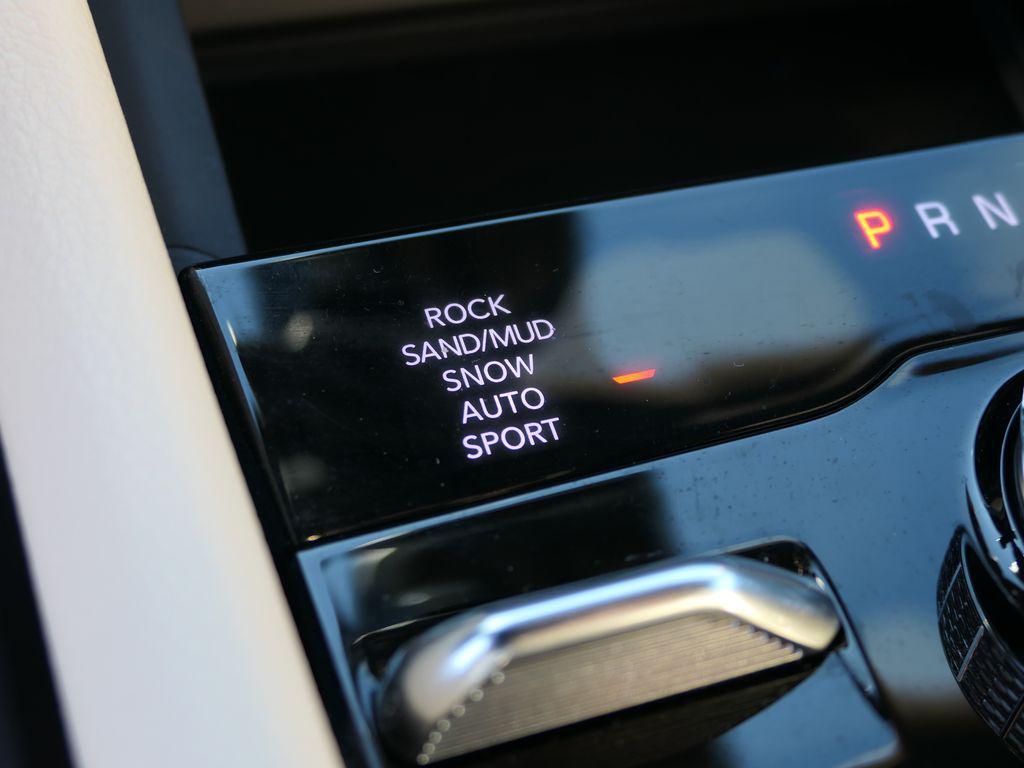 P R N
ROCK
SAND/MUD
SNOW
AUTO
SPORT